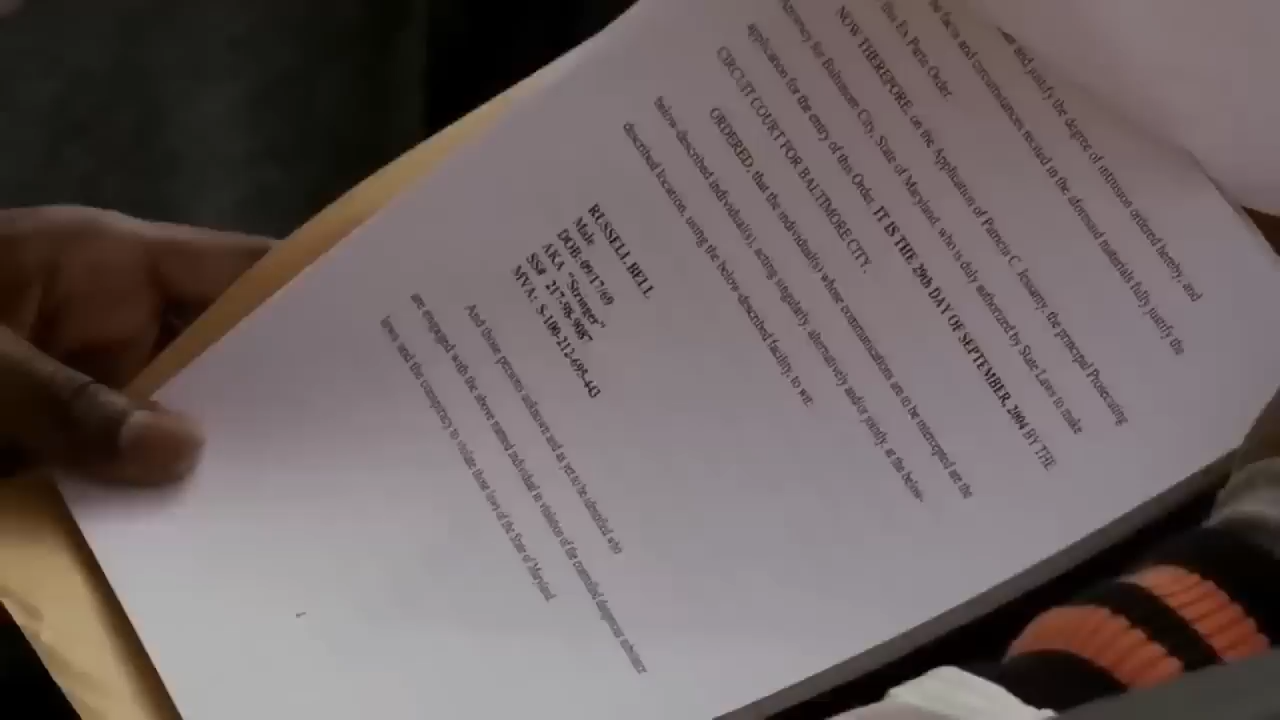 and justify the degree of intrusion ordered hereby, and
the facts and circumstances recited in the aforesaid materials fully justify the
this Ex Parte Order.
NOW THEREFORE, on the Application of Patricia C. Jessamy, the principal Prosecuting
Attorney for Baltimore City, State of Maryland, who is duly authorized by State Laws to make
application for the entry of this Order, IT IS THE 29th DAY OF SEPTEMBER, 2004 BY THE
CIRCUIT COURT FOR BALTIMORE CITY,
ORDERED, that the individual(s) whose communications are to be intercepted are the
below-described individual(s), acting singularly, alternatively and/or jointly, at the below-
described location, using the below-described facility, to wit:
RUSSELL BELL
Male
DOB: 09/17/69
AKA "Stringer"
SS# 217-98-9087
MVA: S-100-212-695-443
And those persons unknown and as yet to be identified who
are engaged with the above named individual in violation of the controlled dangerous substance
laws and the conspiracy to violate those laws of the State of Maryland.